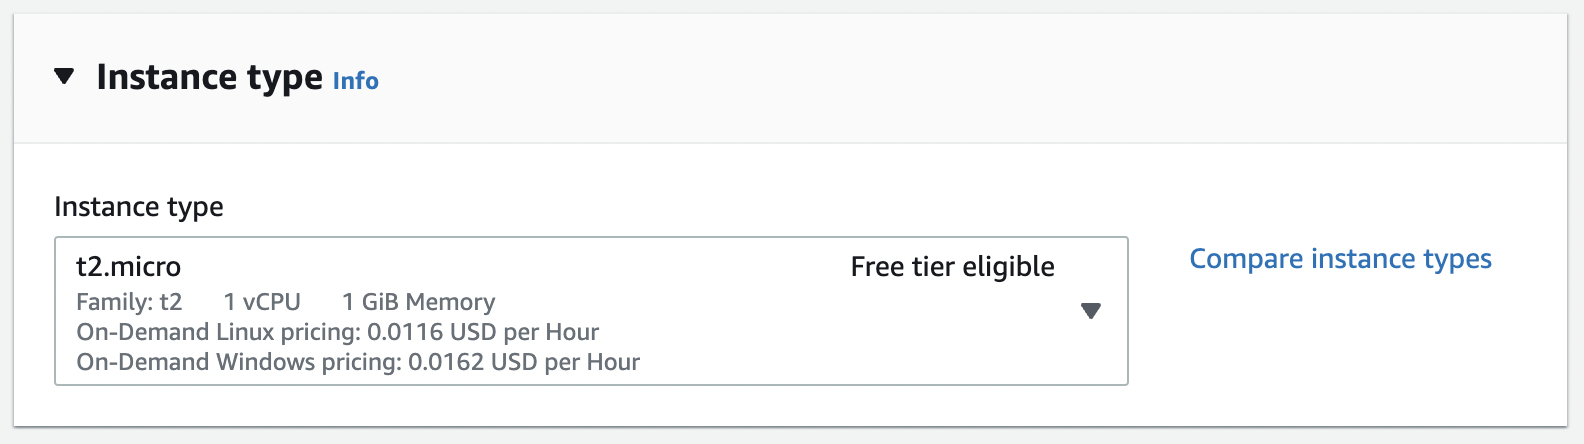 Instance type Info
Instance type
t2.micro Free tier eligible
Family: t2 1 vCPU 1 GiB Memory
On-Demand Linux pricing: 0.0116 USD per Hour
On-Demand Windows pricing: 0.0162 USD per Hour
Compare instance types